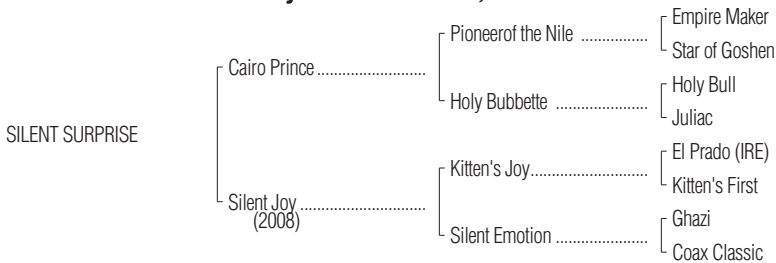 Empire Maker
Pioneerof the Nile ................
Star of Goshen
Cairo Prince ..........................
Holy Bull
Holy Bubbette ......................
Juliac
SILENT SURPRISE
El Prado (IRE)
Kitten's Joy............................
Kitten's First
Silent Joy ..............................
(2008)
Ghazi
Silent Emotion ......................
Coax Classic